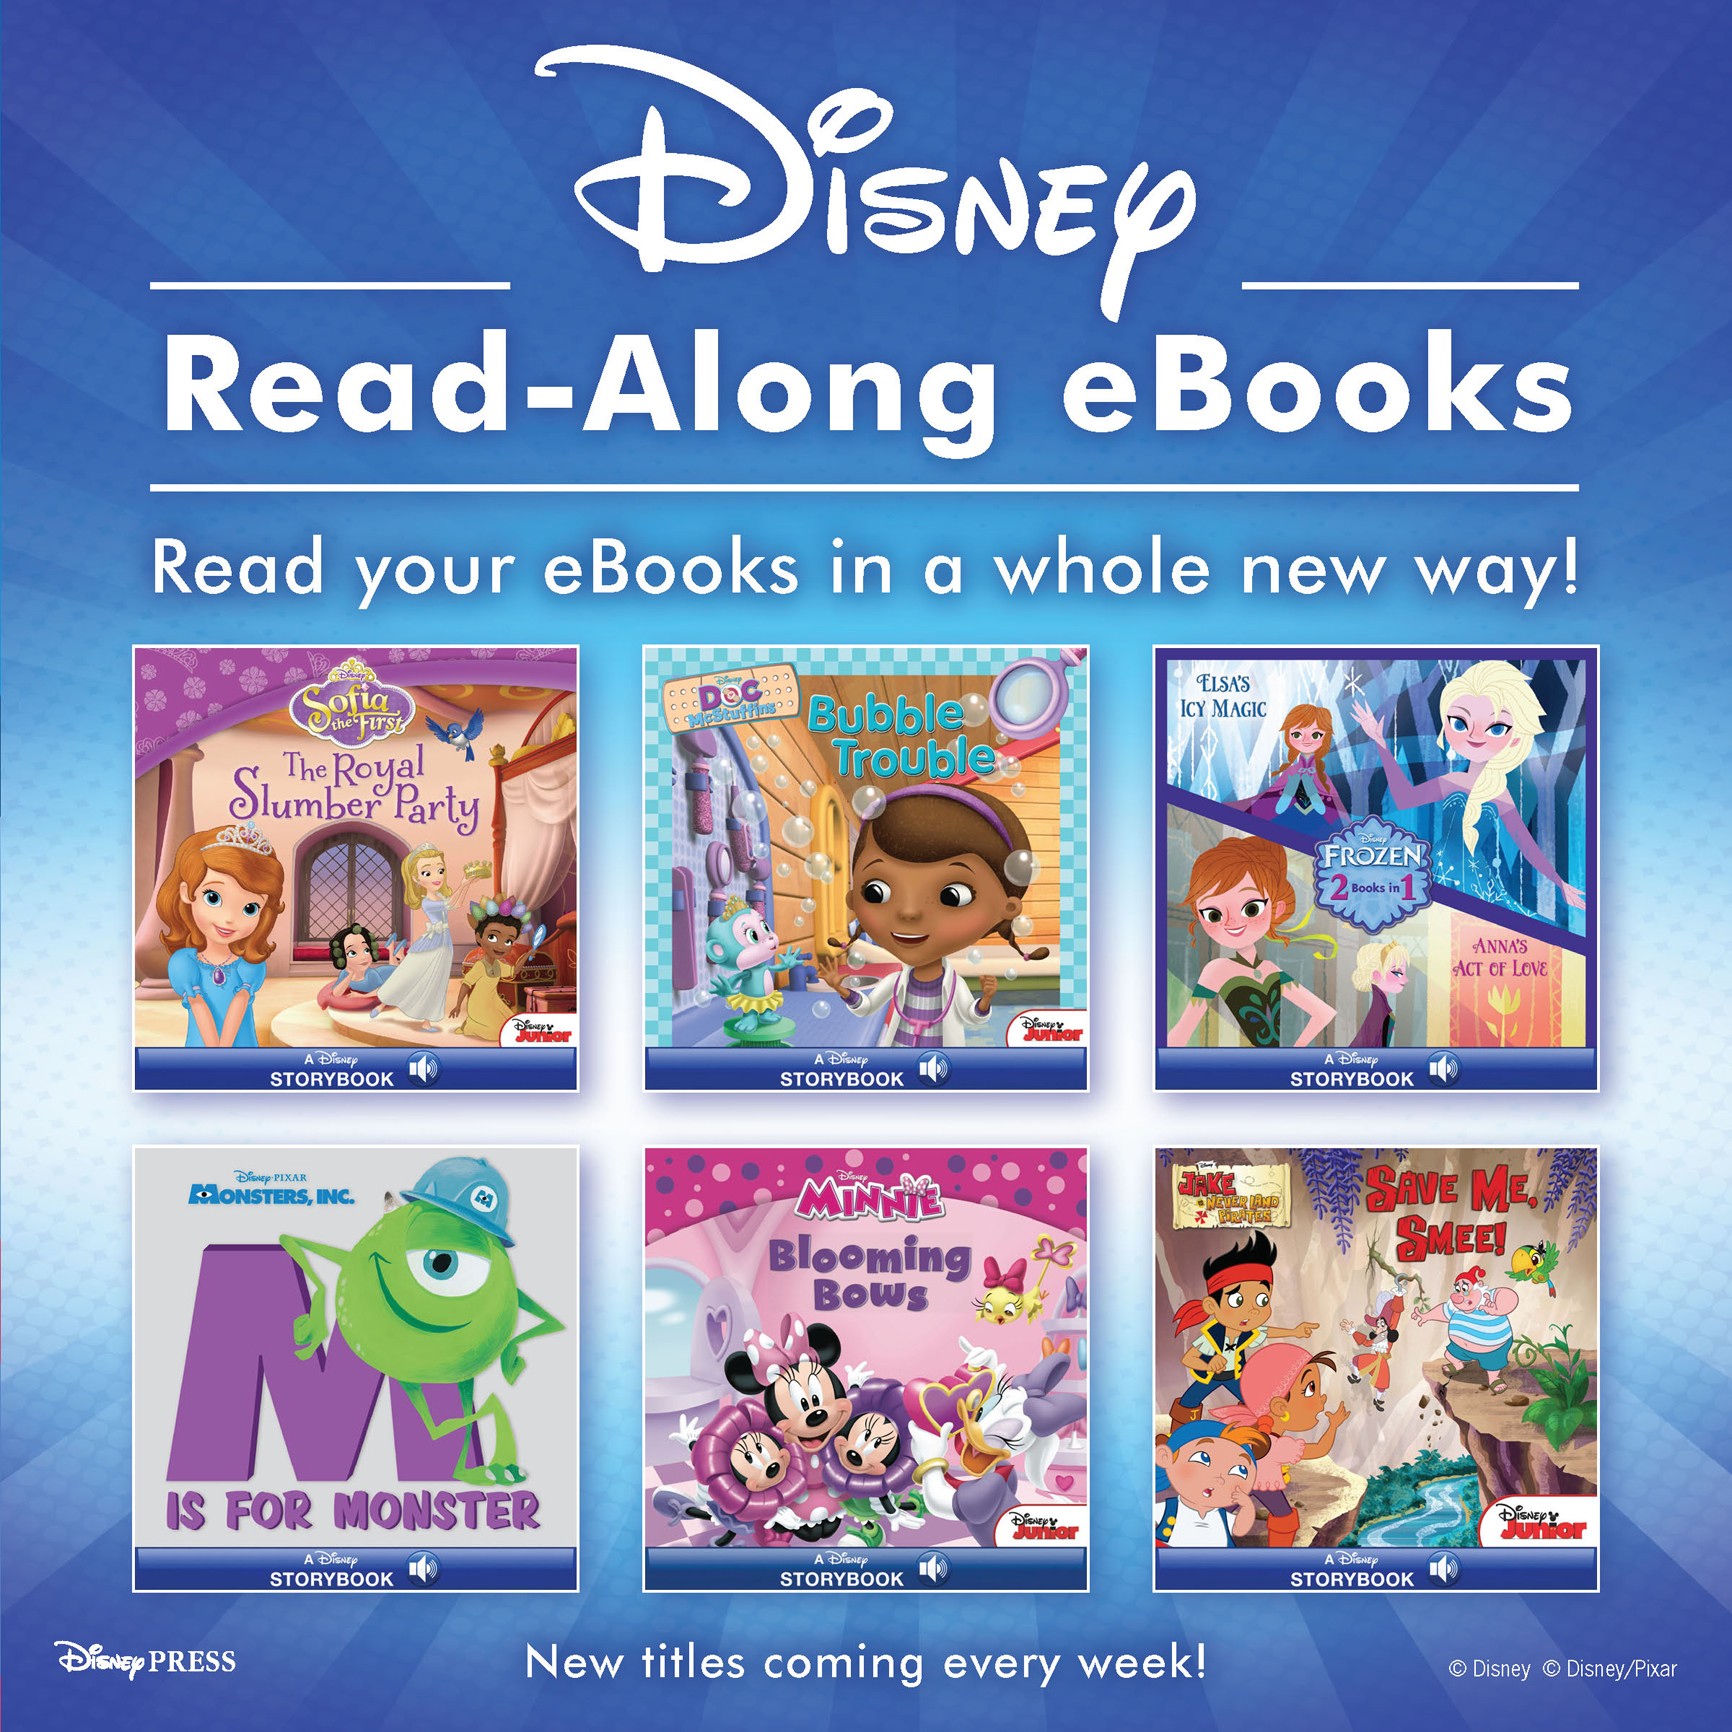 Disney
Read-Along eBooks
Read your eBooks in a whole new way!
Disney
Sofia
the First
The Royal
Slumber Party
Disney Junior
A Disney
STORYBOOK
Disney
Doc
McStuffins
Bubble
Trouble
Disney Junior
A Disney
STORYBOOK
Elsa's
Icy Magic
Disney
FROZEN
2 Books in 1
Anna's
Act of Love
A Disney
STORYBOOK
Disney·PIXAR
MONSTERS, INC.
M
IS FOR MONSTER
A Disney
STORYBOOK
Disney
MINNIE
Blooming
Bows
Disney Junior
A Disney
STORYBOOK
Disney
JAKE
and the
NEVER LAND
PIRATES
SAVE ME,
SMEE!
Disney Junior
A Disney
STORYBOOK
Disney PRESS
New titles coming every week!
© Disney © Disney/Pixar